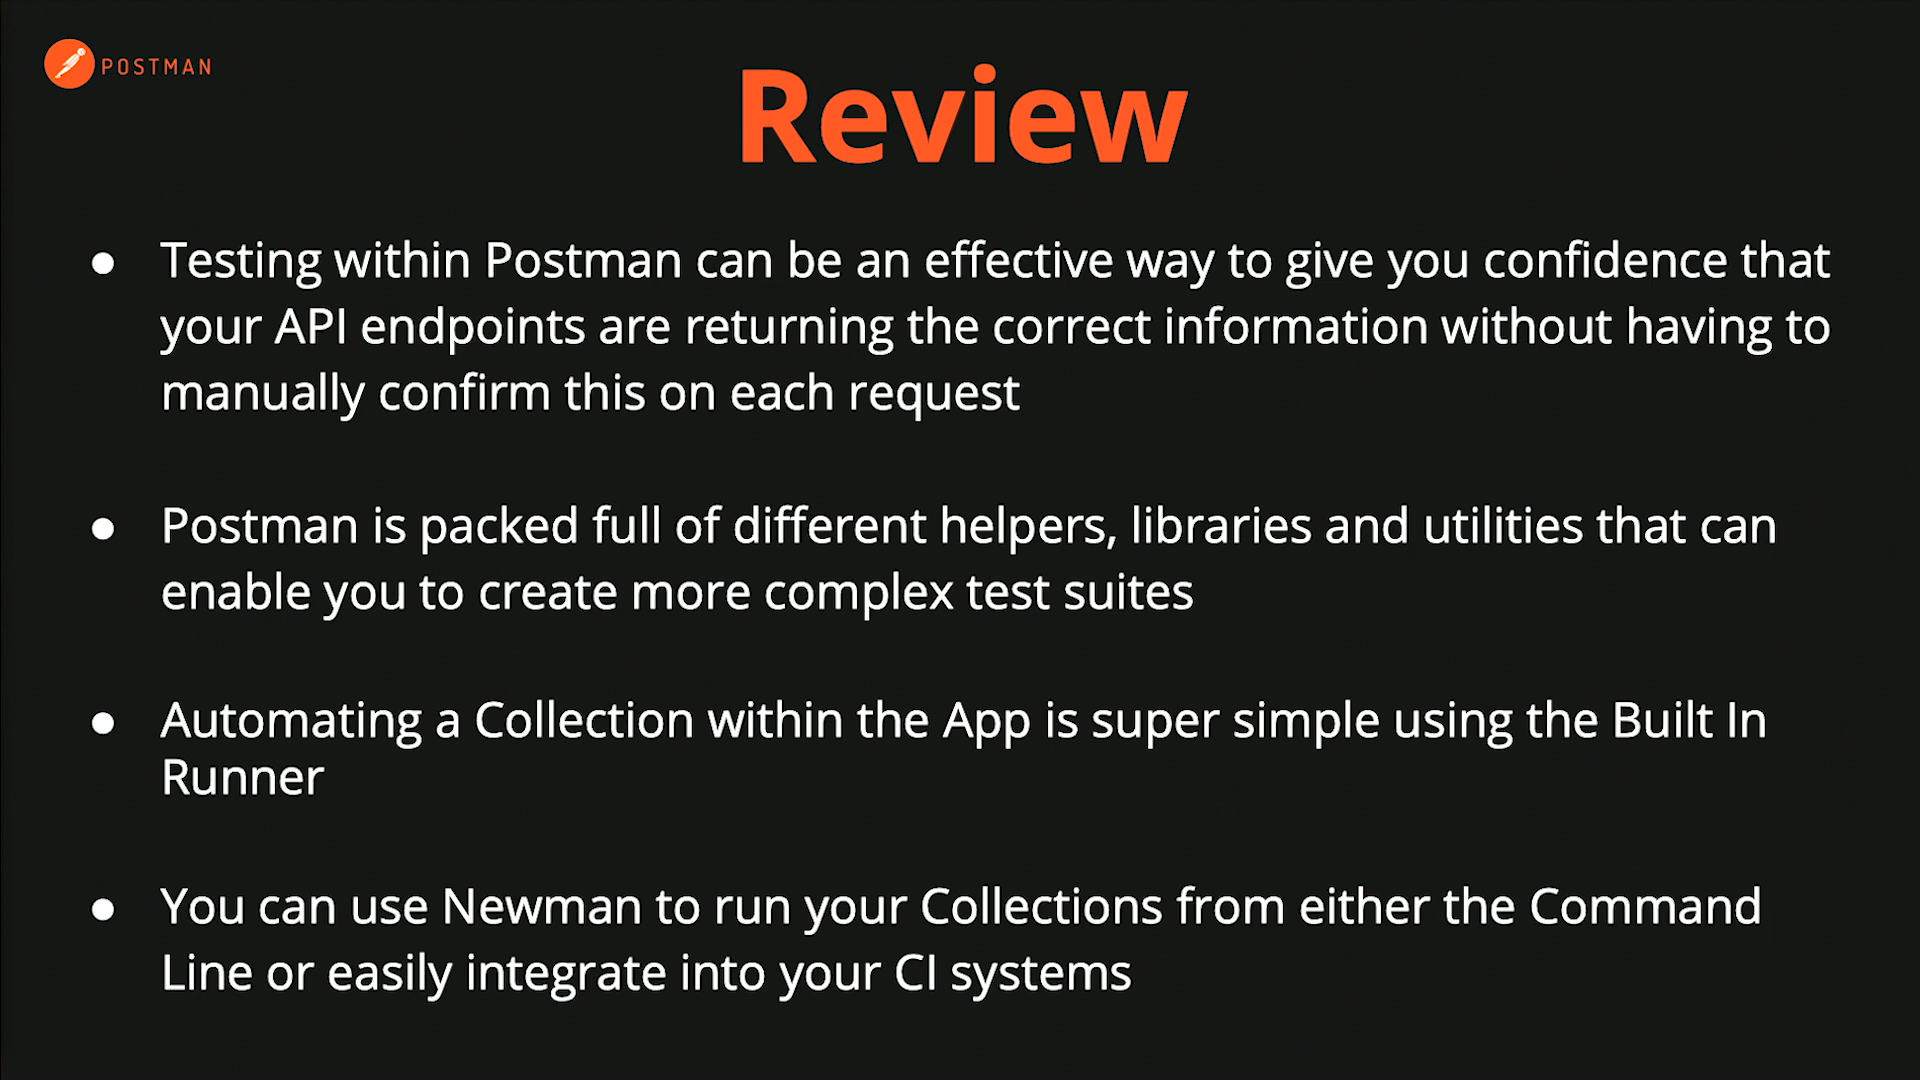 POSTMAN
Review
● Testing within Postman can be an effective way to give you confidence that
your API endpoints are returning the correct information without having to
manually confirm this on each request
● Postman is packed full of different helpers, libraries and utilities that can
enable you to create more complex test suites
● Automating a Collection within the App is super simple using the Built In
Runner
● You can use Newman to run your Collections from either the Command
Line or easily integrate into your CI systems